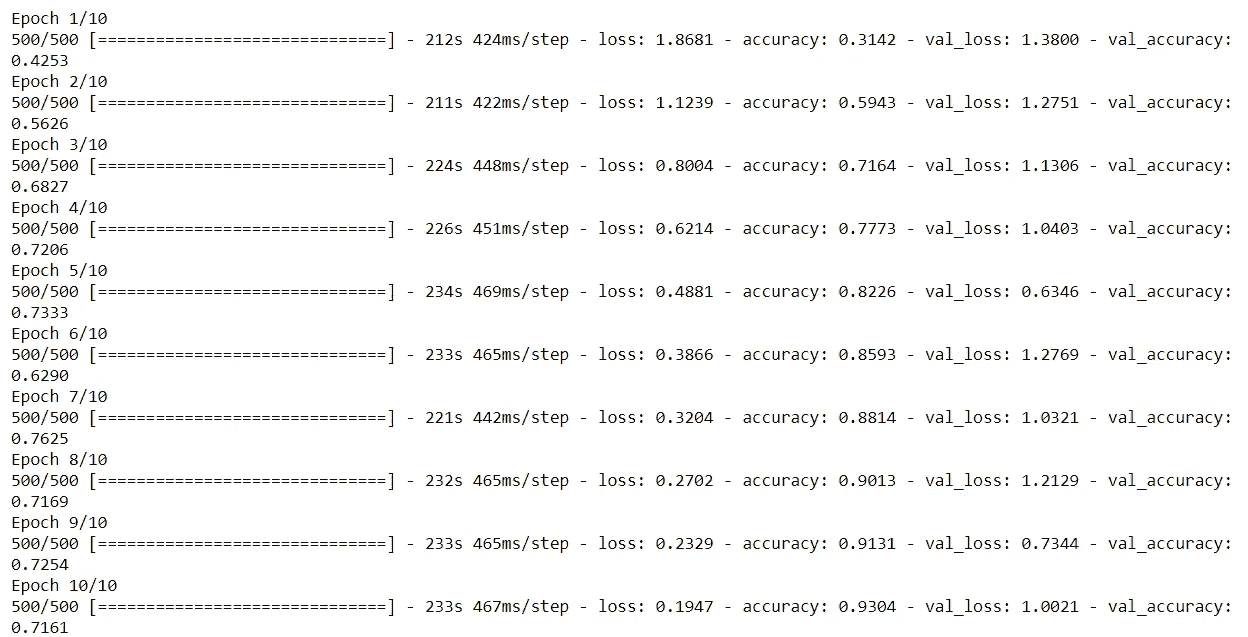 Epoch 1/10
500/500 [==============================] - 212s 424ms/step - loss: 1.8681 - accuracy: 0.3142 - val_loss: 1.3800 - val_accuracy:
0.4253
Epoch 2/10
500/500 [==============================] - 211s 422ms/step - loss: 1.1239 - accuracy: 0.5943 - val_loss: 1.2751 - val_accuracy:
0.5626
Epoch 3/10
500/500 [==============================] - 224s 448ms/step - loss: 0.8004 - accuracy: 0.7164 - val_loss: 1.1306 - val_accuracy:
0.6827
Epoch 4/10
500/500 [==============================] - 226s 451ms/step - loss: 0.6214 - accuracy: 0.7773 - val_loss: 1.0403 - val_accuracy:
0.7206
Epoch 5/10
500/500 [==============================] - 234s 469ms/step - loss: 0.4881 - accuracy: 0.8226 - val_loss: 0.6346 - val_accuracy:
0.7333
Epoch 6/10
500/500 [==============================] - 233s 465ms/step - loss: 0.3866 - accuracy: 0.8593 - val_loss: 1.2769 - val_accuracy:
0.6290
Epoch 7/10
500/500 [==============================] - 221s 442ms/step - loss: 0.3204 - accuracy: 0.8814 - val_loss: 1.0321 - val_accuracy:
0.7625
Epoch 8/10
500/500 [==============================] - 232s 465ms/step - loss: 0.2702 - accuracy: 0.9013 - val_loss: 1.2129 - val_accuracy:
0.7169
Epoch 9/10
500/500 [==============================] - 233s 465ms/step - loss: 0.2329 - accuracy: 0.9131 - val_loss: 0.7344 - val_accuracy:
0.7254
Epoch 10/10
500/500 [==============================] - 233s 467ms/step - loss: 0.1947 - accuracy: 0.9304 - val_loss: 1.0021 - val_accuracy:
0.7161